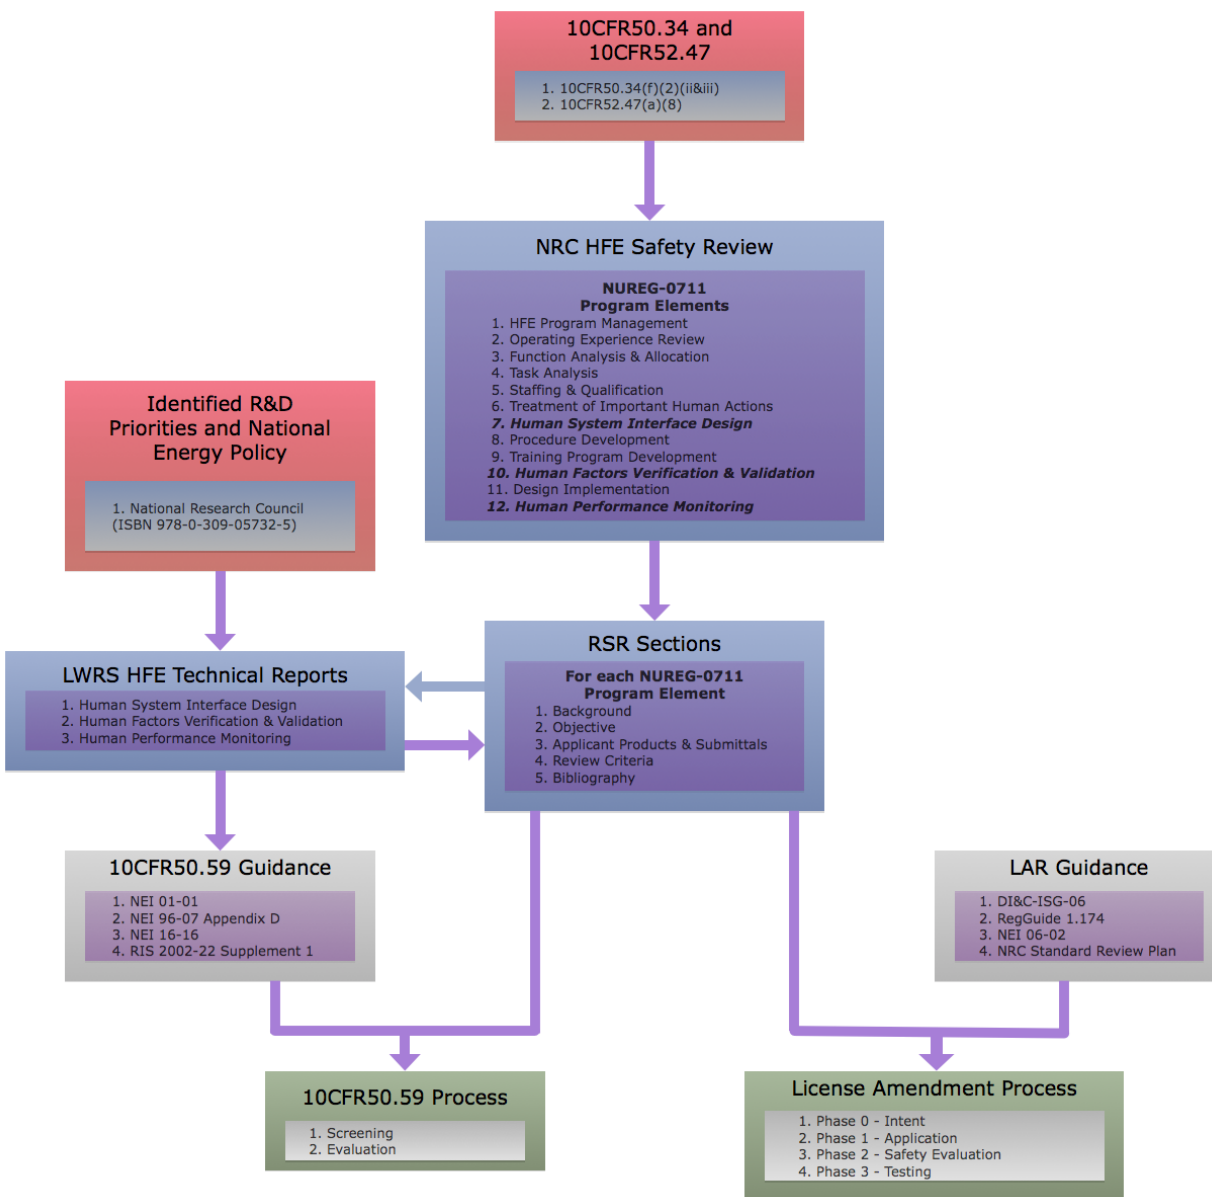 10CFR50.34 and
10CFR52.47
1. 10CFR50.34(f)(2)(ii&iii)
2. 10CFR52.47(a)(8)
NRC HFE Safety Review
NUREG-0711
Program Elements
1. HFE Program Management
2. Operating Experience Review
3. Function Analysis & Allocation
4. Task Analysis
5. Staffing & Qualification
6. Treatment of Important Human Actions
7. Human System Interface Design
8. Procedure Development
9. Training Program Development
10. Human Factors Verification & Validation
11. Design Implementation
12. Human Performance Monitoring
Identified R&D
Priorities and National
Energy Policy
1. National Research Council
(ISBN 978-0-309-05732-5)
LWRS HFE Technical Reports
1. Human System Interface Design
2. Human Factors Verification & Validation
3. Human Performance Monitoring
RSR Sections
For each NUREG-0711
Program Element
1. Background
2. Objective
3. Applicant Products & Submittals
4. Review Criteria
5. Bibliography
10CFR50.59 Guidance
1. NEI 01-01
2. NEI 96-07 Appendix D
3. NEI 16-16
4. RIS 2002-22 Supplement 1
LAR Guidance
1. DI&C-ISG-06
2. RegGuide 1.174
3. NEI 06-02
4. NRC Standard Review Plan
10CFR50.59 Process
1. Screening
2. Evaluation
License Amendment Process
1. Phase 0 - Intent
2. Phase 1 - Application
3. Phase 2 - Safety Evaluation
4. Phase 3 - Testing